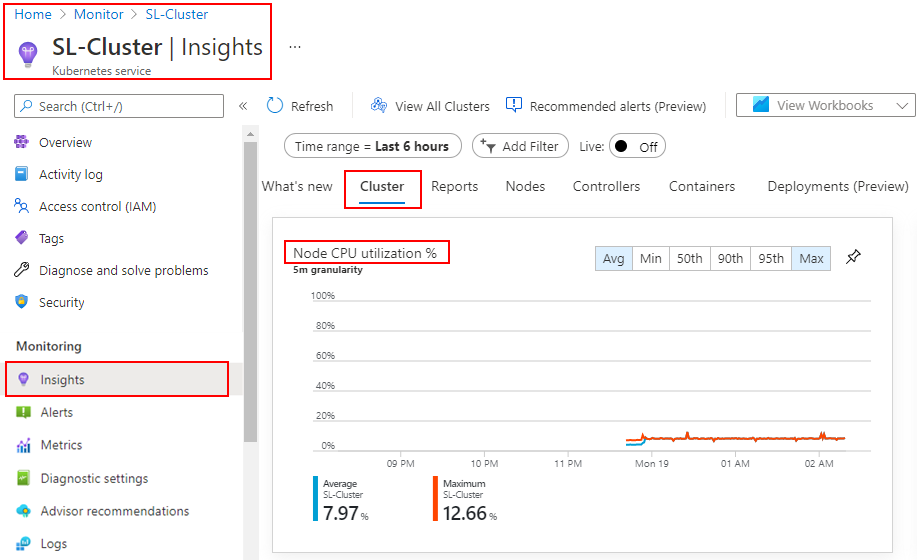 Home > Monitor > SL-Cluster
SL-Cluster | Insights ...
Kubernetes service
Search (Ctrl+/) «
Refresh
View All Clusters
Recommended alerts (Preview)
View Workbooks
Time range = Last 6 hours
Add Filter
Live: Off
What's new
Cluster
Reports
Nodes
Controllers
Containers
Deployments (Preview)
Overview
Activity log
Access control (IAM)
Tags
Diagnose and solve problems
Security
Monitoring
Insights
Alerts
Metrics
Diagnostic settings
Advisor recommendations
Logs
Node CPU utilization %
5m granularity
Avg Min 50th 90th 95th Max
100%
80%
60%
40%
20%
0%
09 PM 10 PM 11 PM Mon 19 01 AM 02 AM
Average
SL-Cluster
7.97 %
Maximum
SL-Cluster
12.66 %